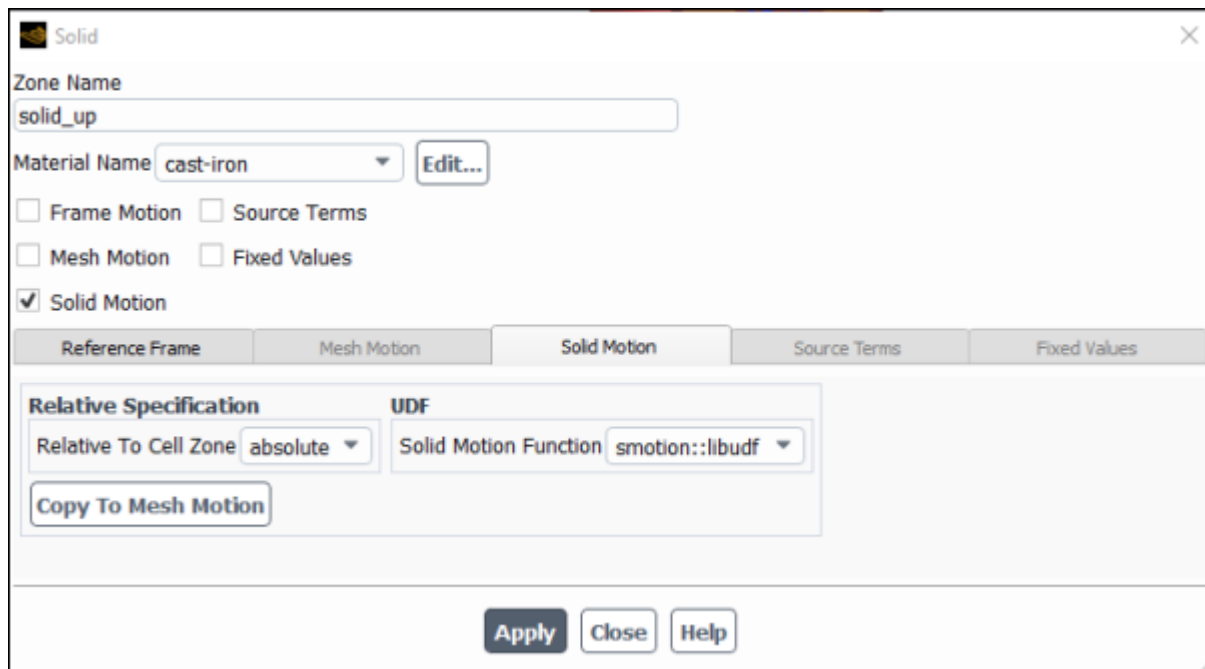 Solid
Zone Name
solid_up
Material Name cast-iron Edit...
Frame Motion Source Terms
Mesh Motion Fixed Values
Solid Motion
Reference Frame Mesh Motion Solid Motion Source Terms Fixed Values
Relative Specification UDF
Relative To Cell Zone absolute Solid Motion Function smotion::libudf
Copy To Mesh Motion
Apply Close Help